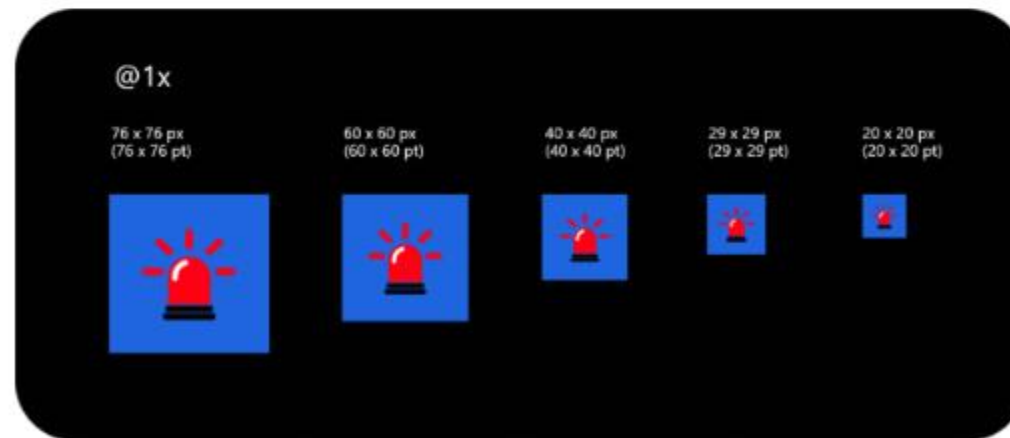 @1x
76 x 76 px
(76 x 76 pt)
60 x 60 px
(60 x 60 pt)
40 x 40 px
(40 x 40 pt)
29 x 29 px
(29 x 29 pt)
20 x 20 px
(20 x 20 pt)